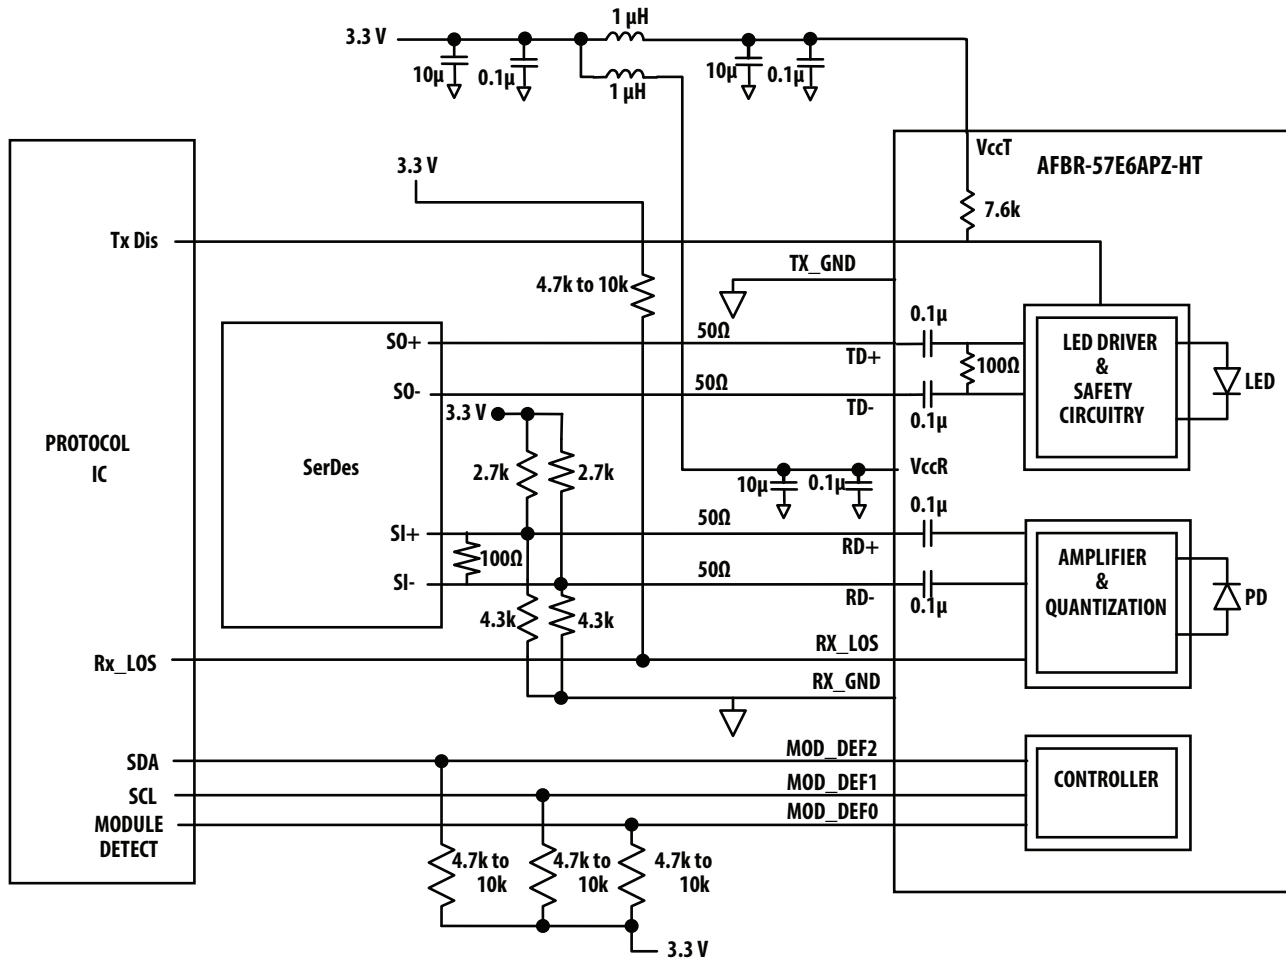 1 µH
3.3 V
10µ
0.1µ
1 µH
10µ
0.1µ
VccT
AFBR-57E6APZ-HT
3.3 V
7.6k
Tx Dis
TX_GND
4.7k to 10k
0.1µ
SO+
50Ω
TD+
100Ω
LED DRIVER
&
SAFETY
CIRCUITRY
LED
SO-
50Ω
TD-
0.1µ
3.3 V
PROTOCOL
IC
SerDes
2.7k
2.7k
VccR
10µ
0.1µ
0.1µ
SI+
50Ω
RD+
100Ω
AMPLIFIER
&
QUANTIZATION
PD
SI-
50Ω
RD-
0.1µ
4.3k
4.3k
Rx_LOS
RX_LOS
RX_GND
SDA
MOD_DEF2
SCL
MOD_DEF1
CONTROLLER
MODULE
DETECT
MOD_DEF0
4.7k to
10k
4.7k to
10k
4.7k to
10k
3.3 V